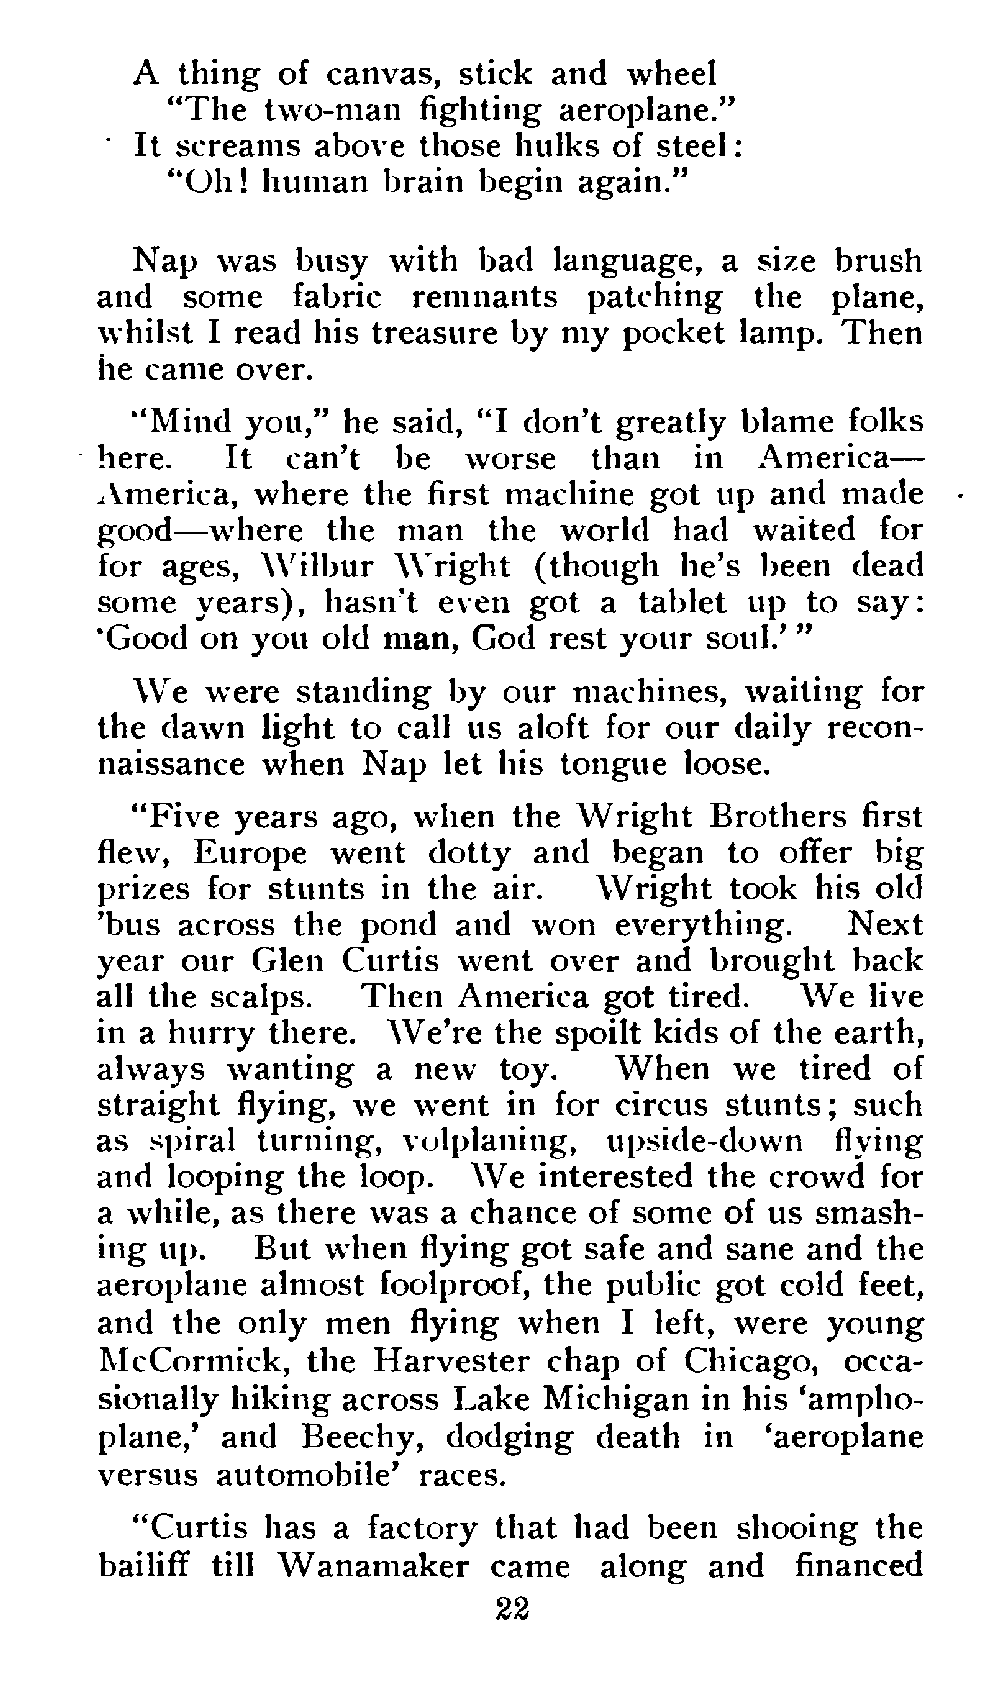 A thing of canvas, stick and wheel
"The two-man fighting aeroplane."
It screams above those hulks of steel:
"Oh! human brain begin again."
Nap was busy with bad language, a size brush
and some fabric remnants patching the plane,
whilst I read his treasure by my pocket lamp. Then
he came over.
"Mind you," he said, "I don't greatly blame folks
here. It can't be worse than in America—
America, where the first machine got up and made
good—where the man the world had waited for
for ages, Wilbur Wright (though he's been dead
some years), hasn't even got a tablet up to say:
'Good on you old man, God rest your soul.' "
We were standing by our machines, waiting for
the dawn light to call us aloft for our daily recon-
naissance when Nap let his tongue loose.
"Five years ago, when the Wright Brothers first
flew, Europe went dotty and began to offer big
prizes for stunts in the air. Wright took his old
'bus across the pond and won everything. Next
year our Glen Curtis went over and brought back
all the scalps. Then America got tired. We live
in a hurry there. We're the spoilt kids of the earth,
always wanting a new toy. When we tired of
straight flying, we went in for circus stunts; such
as spiral turning, volplaning, upside-down flying
and looping the loop. We interested the crowd for
a while, as there was a chance of some of us smash-
ing up. But when flying got safe and sane and the
aeroplane almost foolproof, the public got cold feet,
and the only men flying when I left, were young
McCormick, the Harvester chap of Chicago, occa-
sionally hiking across Lake Michigan in his 'ampho-
plane,' and Beechy, dodging death in 'aeroplane
versus automobile' races.
"Curtis has a factory that had been shooing the
bailiff till Wanamaker came along and financed
22